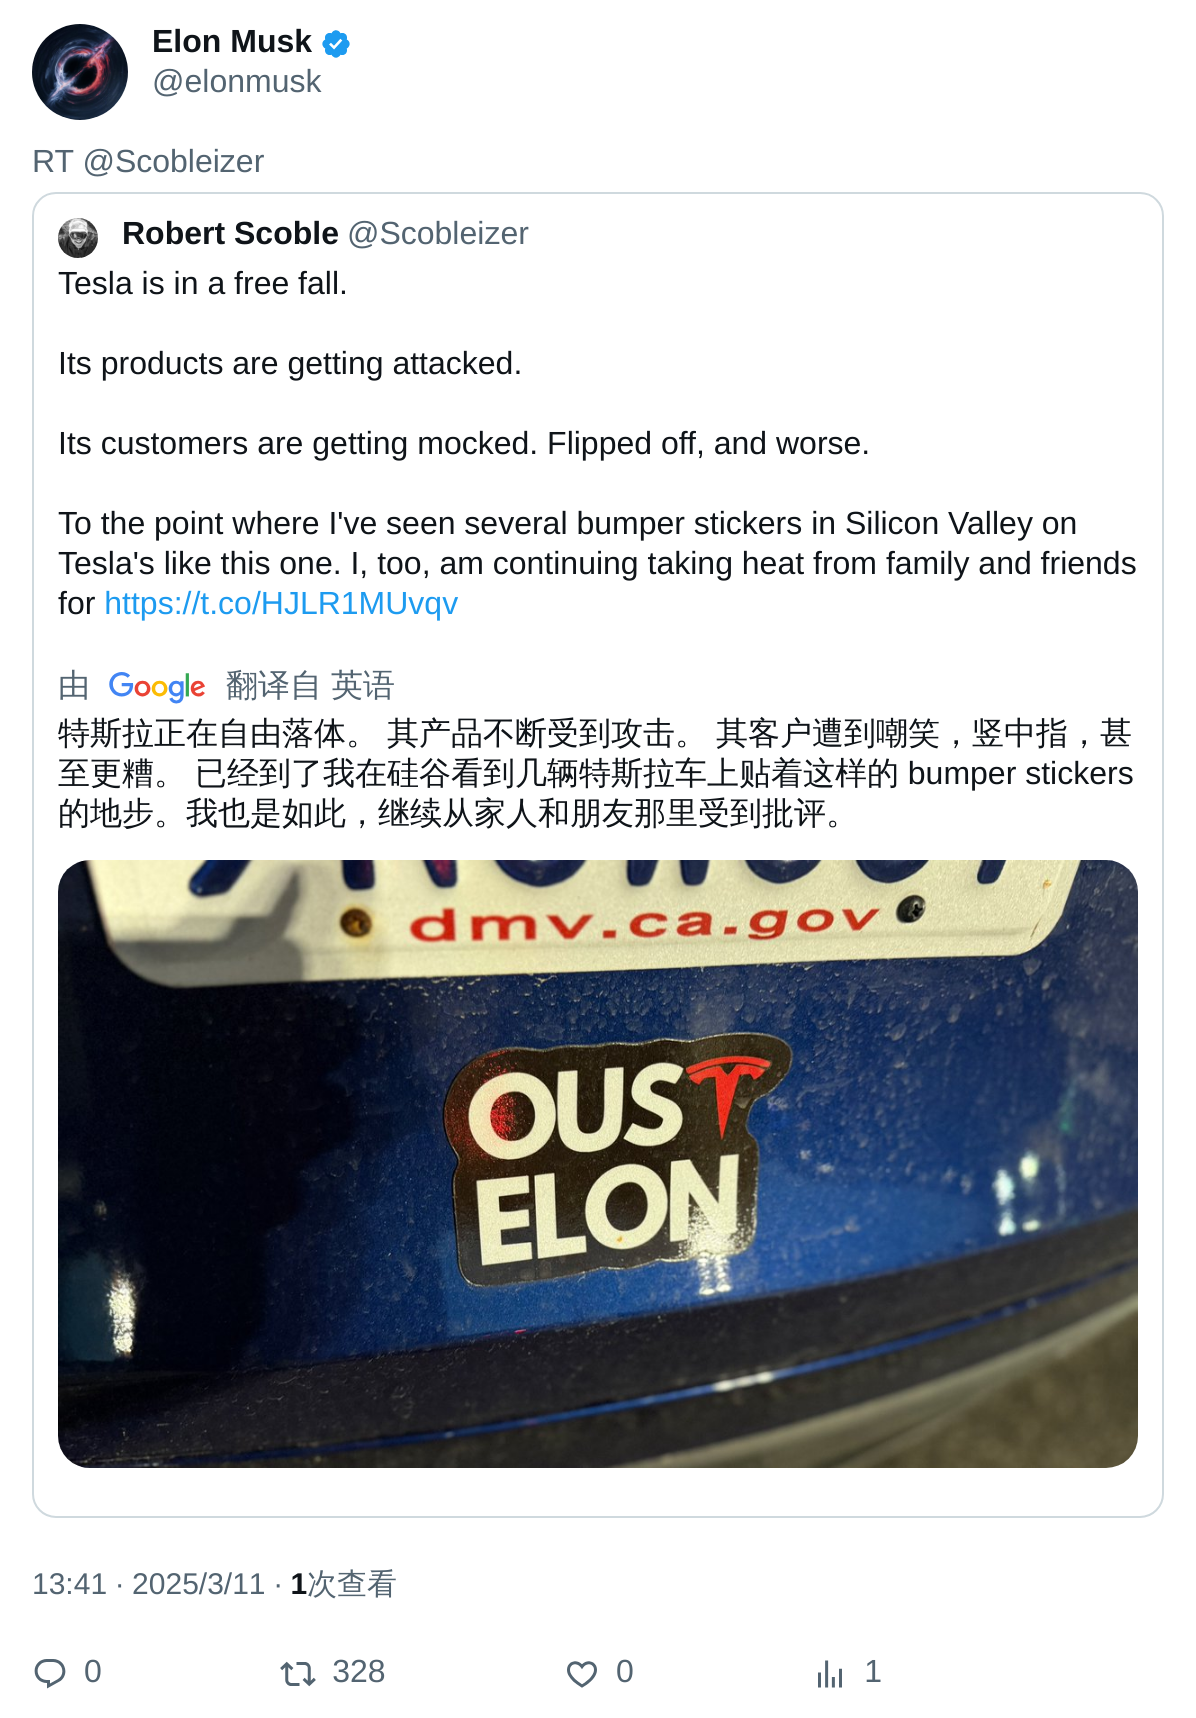 Elon Musk
@elonmusk
RT @Scobleizer
Robert Scoble @Scobleizer
Tesla is in a free fall.
Its products are getting attacked.
Its customers are getting mocked. Flipped off, and worse.
To the point where I've seen several bumper stickers in Silicon Valley on
Tesla's like this one. I, too, am continuing taking heat from family and friends
for https://t.co/HJLR1MUvqv
由 Google 翻译自 英语
特斯拉正在自由落体。 其产品不断受到攻击。 其客户遭到嘲笑，竖中指，甚
至更糟。 已经到了我在硅谷看到几辆特斯拉车上贴着这样的 bumper stickers
的地步。我也是如此，继续从家人和朋友那里受到批评。
dmv.ca.gov
OUST
ELON
13:41 · 2025/3/11 · 1次查看
0 328 0 1